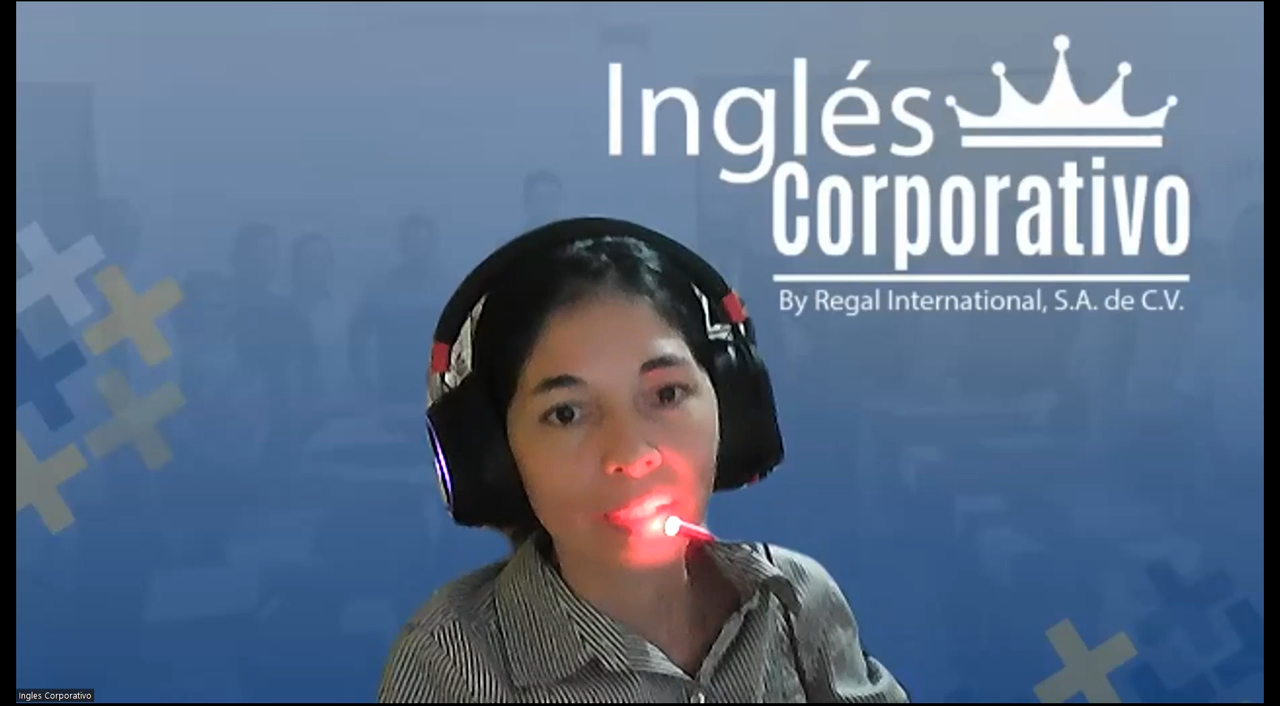 Inglés
Corporativo
By Regal International, S.A. de C.V.
Ingles Corporativo